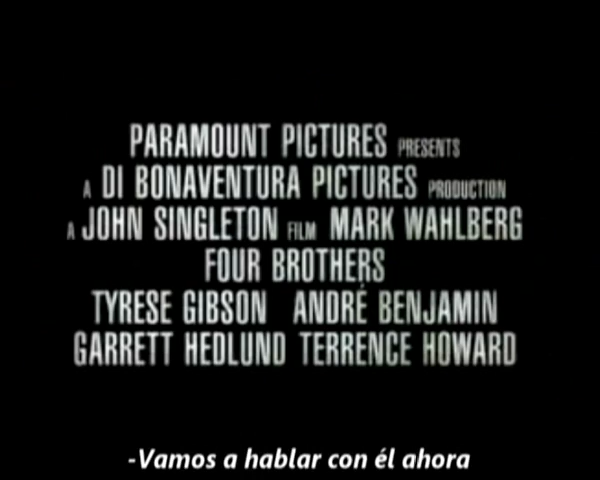 PARAMOUNT PICTURES PRESENTS
A DI BONAVENTURA PICTURES PRODUCTION
A JOHN SINGLETON FILM MARK WAHLBERG
FOUR BROTHERS
TYRESE GIBSON ANDRÉ BENJAMIN
GARRETT HEDLUND TERRENCE HOWARD
-Vamos a hablar con él ahora